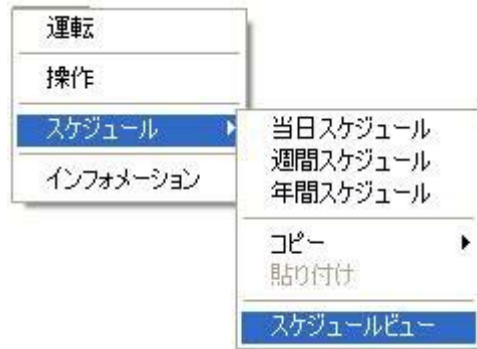 運転
操作
スケジュール
インフォメーション
当日スケジュール
週間スケジュール
年間スケジュール
コピー
貼り付け
スケジュールビュー